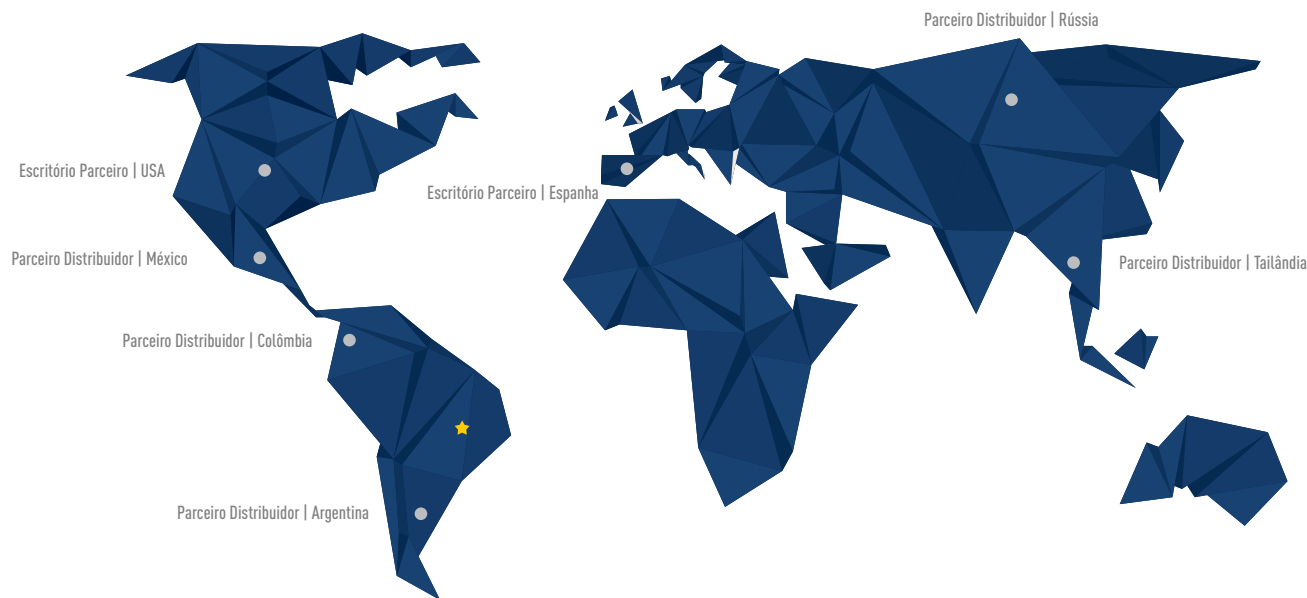 Parceiro Distribuidor | Rússia
Escritório Parceiro | USA
Escritório Parceiro | Espanha
Parceiro Distribuidor | México
Parceiro Distribuidor | Tailândia
Parceiro Distribuidor | Colômbia
Parceiro Distribuidor | Argentina